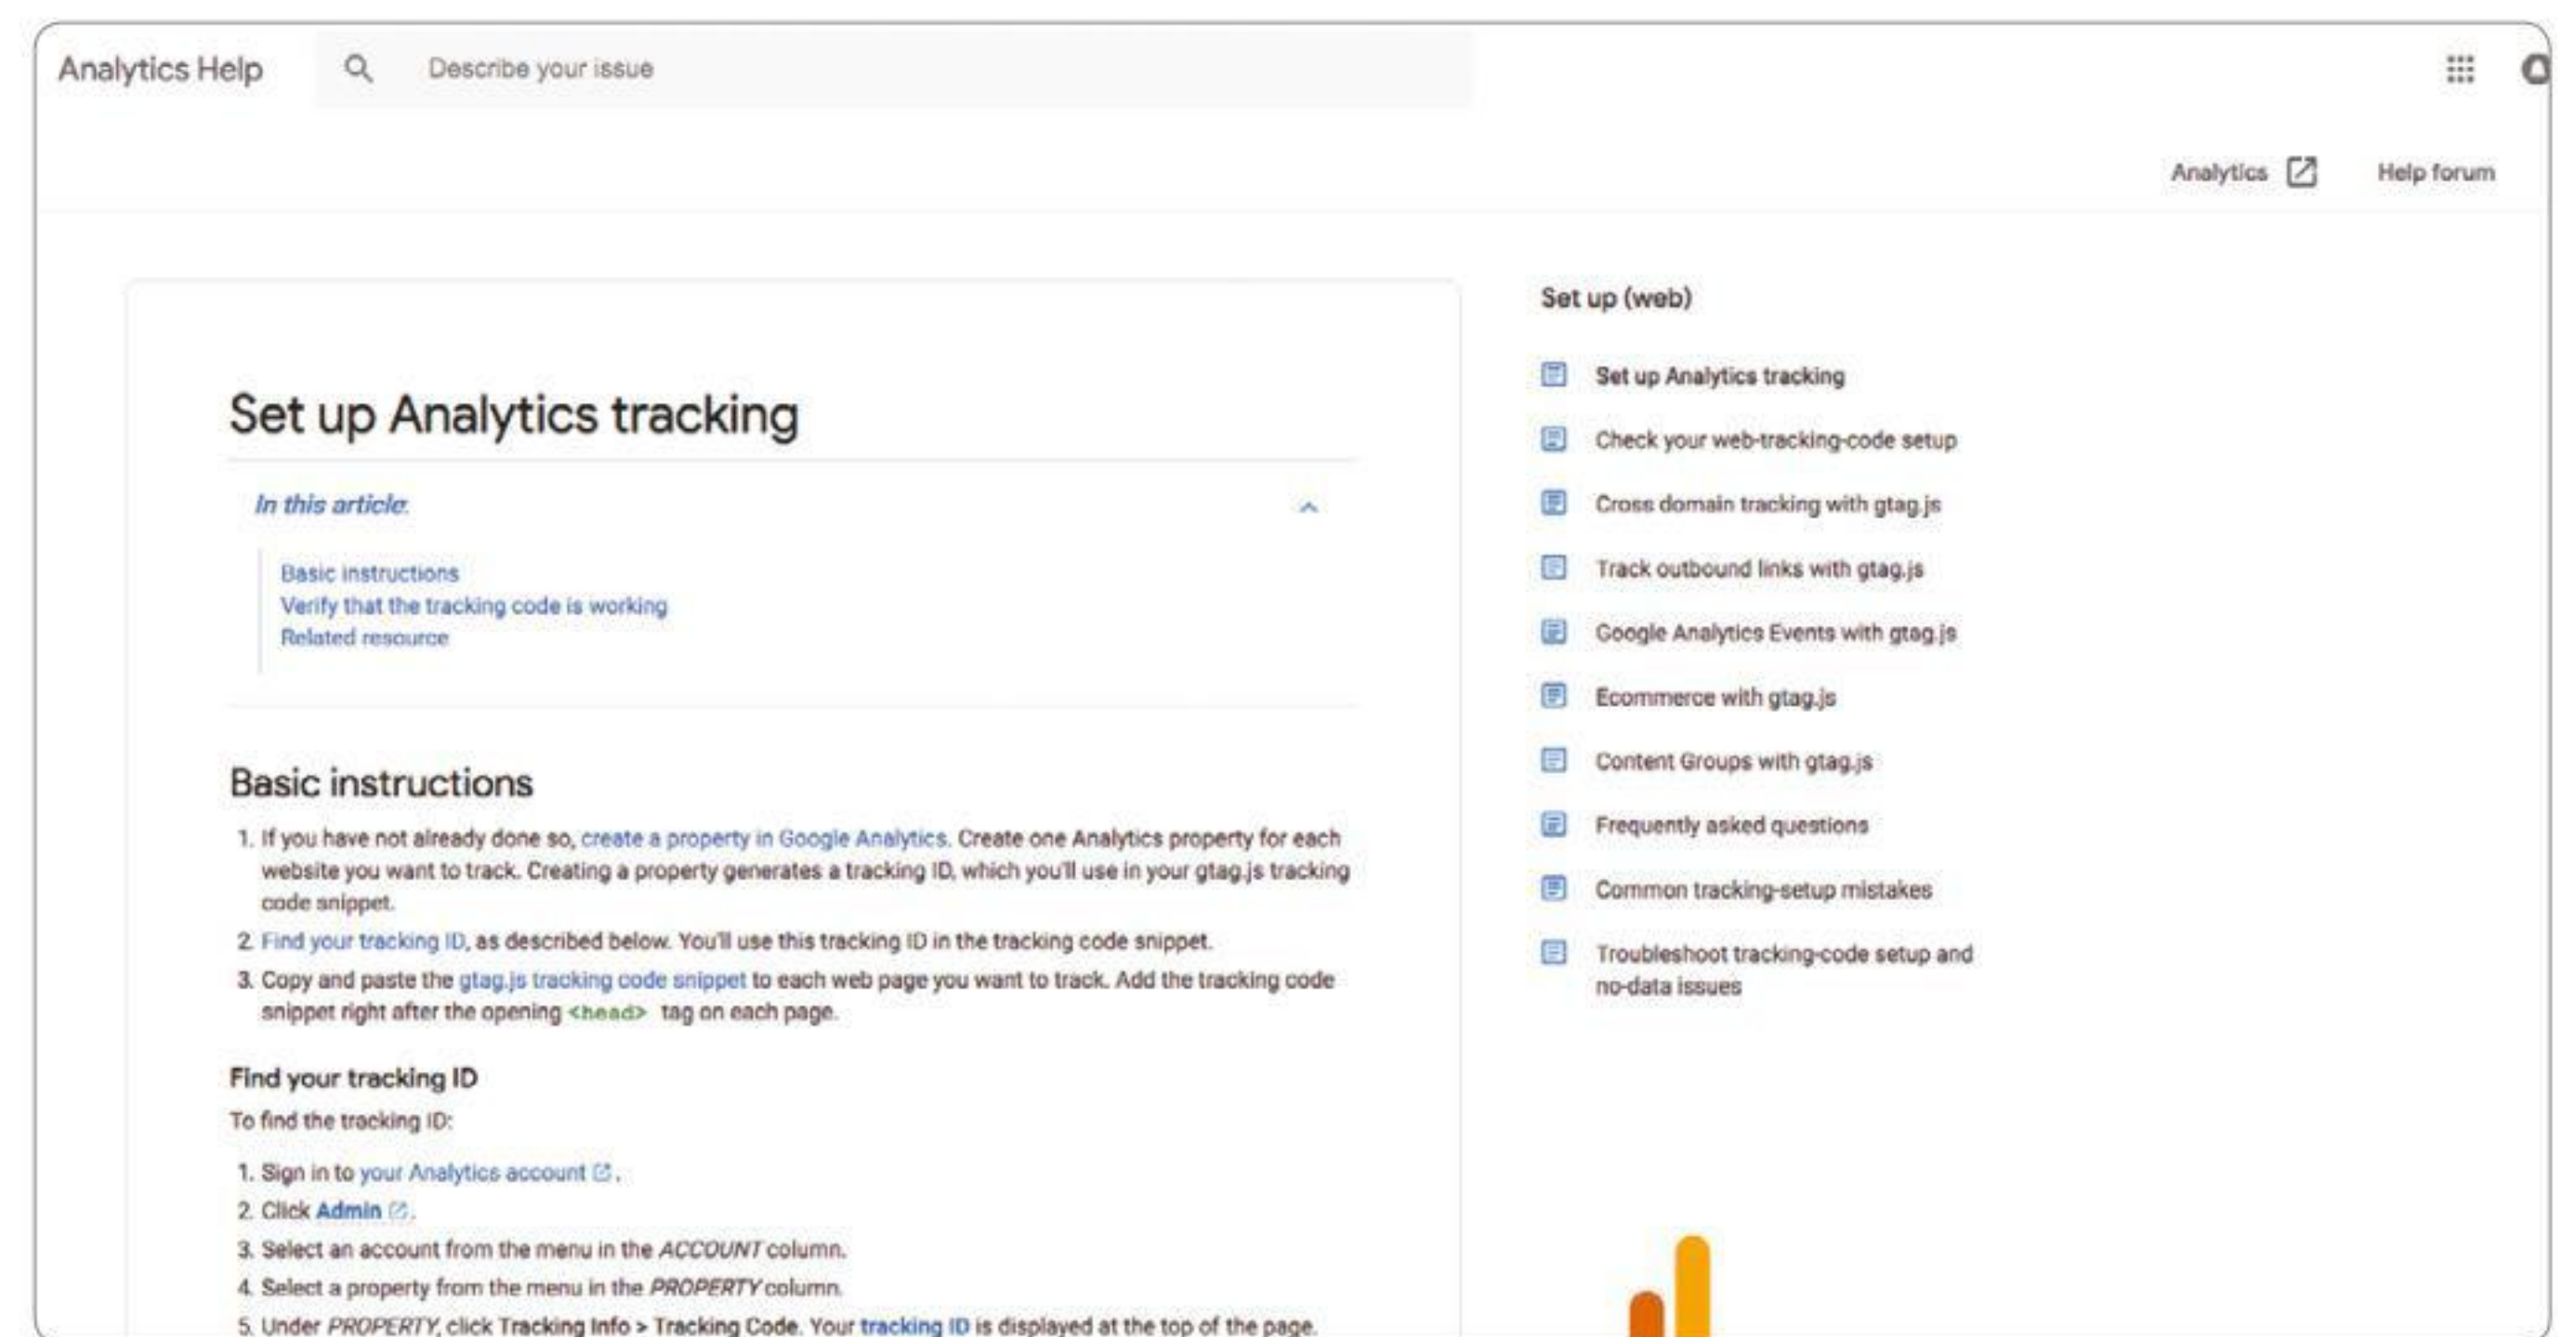 Analytics Help
Describe your issue
Analytics
Help forum
Set up Analytics tracking
In this article:
Basic instructions
Verify that the tracking code is working
Related resource
Basic instructions
1. If you have not already done so, create a property in Google Analytics. Create one Analytics property for each
website you want to track. Creating a property generates a tracking ID, which you'll use in your gtag.js tracking
code snippet.
2. Find your tracking ID, as described below. You'll use this tracking ID in the tracking code snippet.
3. Copy and paste the gtag.js tracking code snippet to each web page you want to track. Add the tracking code
snippet right after the opening <head> tag on each page.
Find your tracking ID
To find the tracking ID:
1. Sign in to your Analytics account.
2. Click Admin.
3. Select an account from the menu in the ACCOUNT column.
4. Select a property from the menu in the PROPERTY column.
5. Under PROPERTY, click Tracking Info > Tracking Code. Your tracking ID is displayed at the top of the page.
Set up (web)
Set up Analytics tracking
Check your web-tracking-code setup
Cross domain tracking with gtag.js
Track outbound links with gtag.js
Google Analytics Events with gtag.js
Ecommerce with gtag.js
Content Groups with gtag.js
Frequently asked questions
Common tracking-setup mistakes
Troubleshoot tracking-code setup and
no-data issues